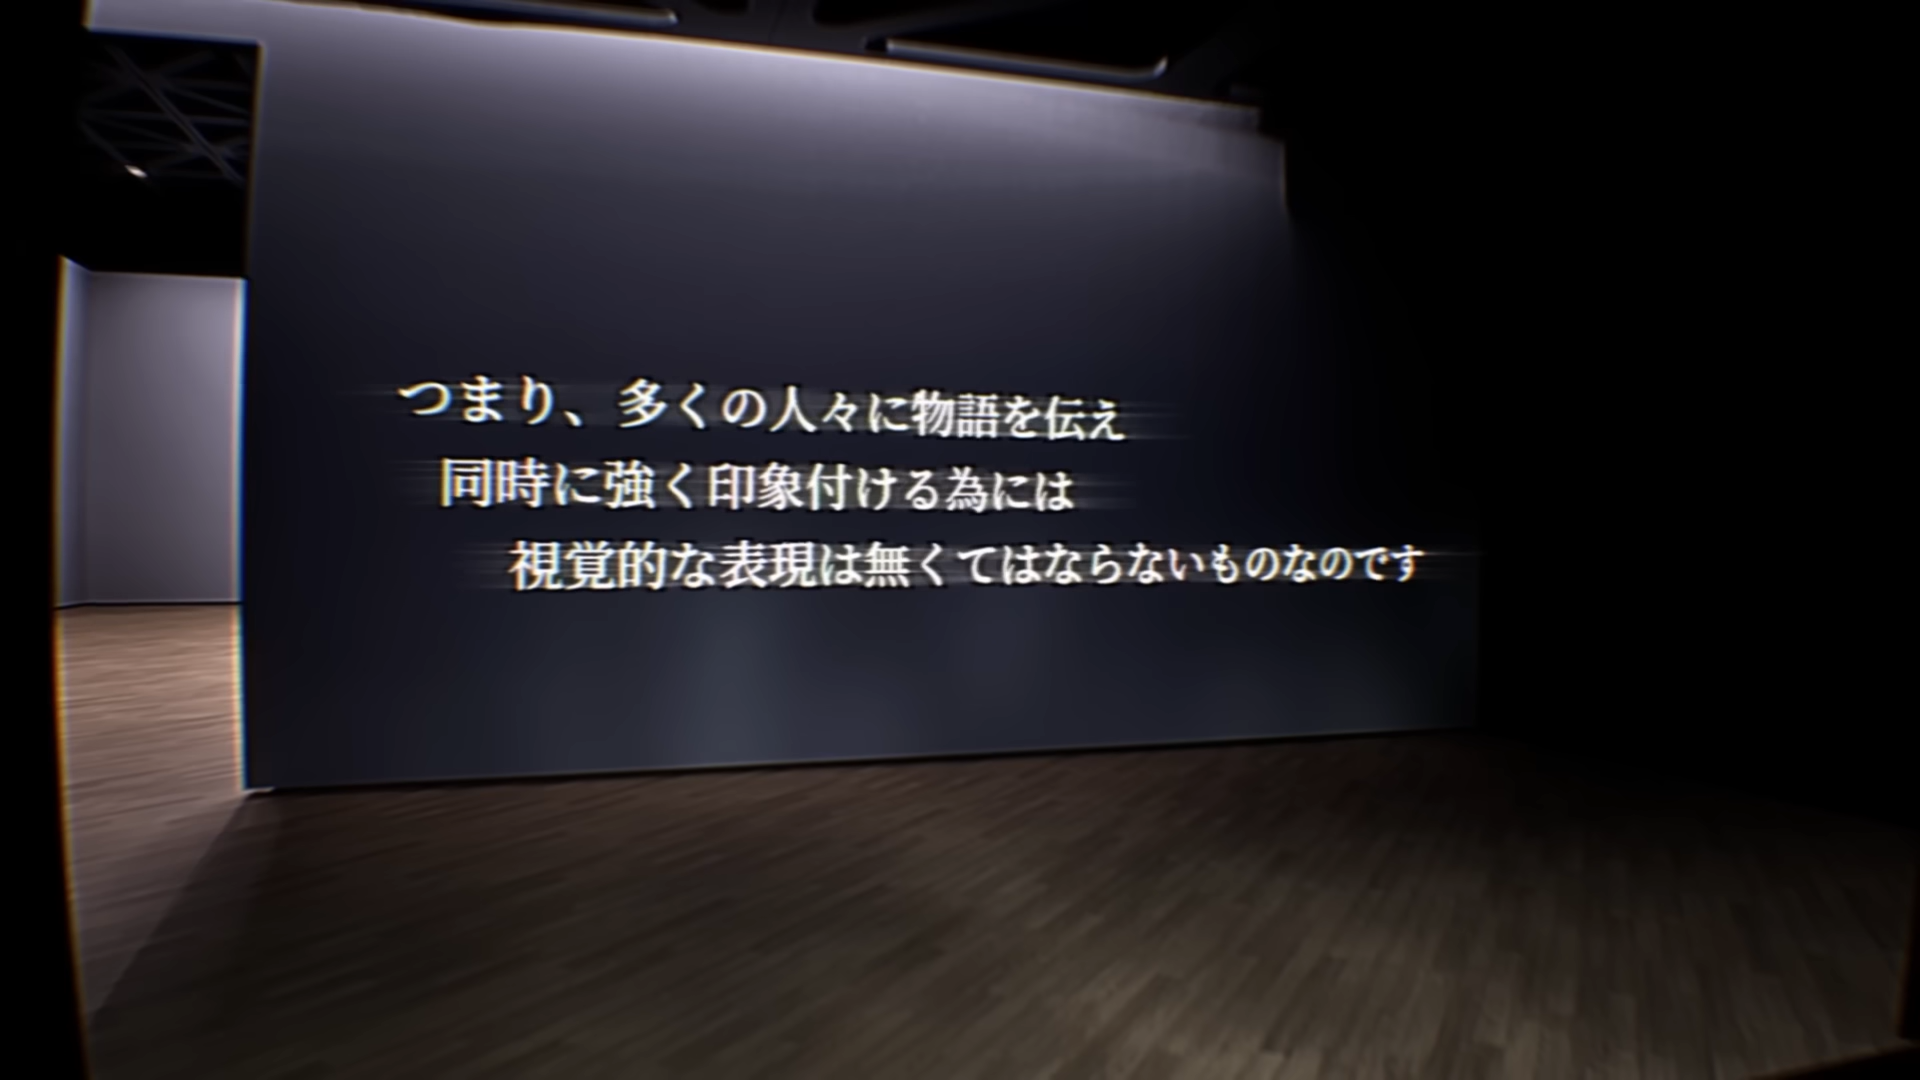 つまり、多くの人々に物語を伝え
同時に強く印象付ける為には
視覚的な表現は無くてはならないものなのです